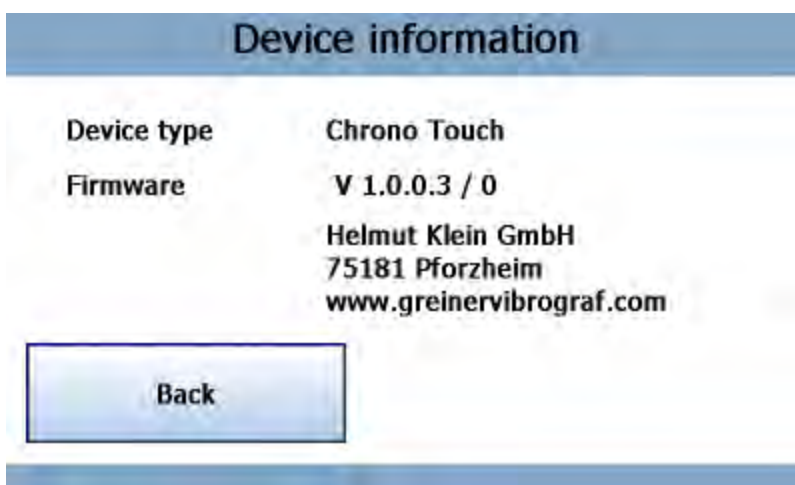 Device information
Device type Chrono Touch
Firmware V 1.0.0.3 / 0
Helmut Klein GmbH
75181 Pforzheim
www.greinervibrograf.com
Back